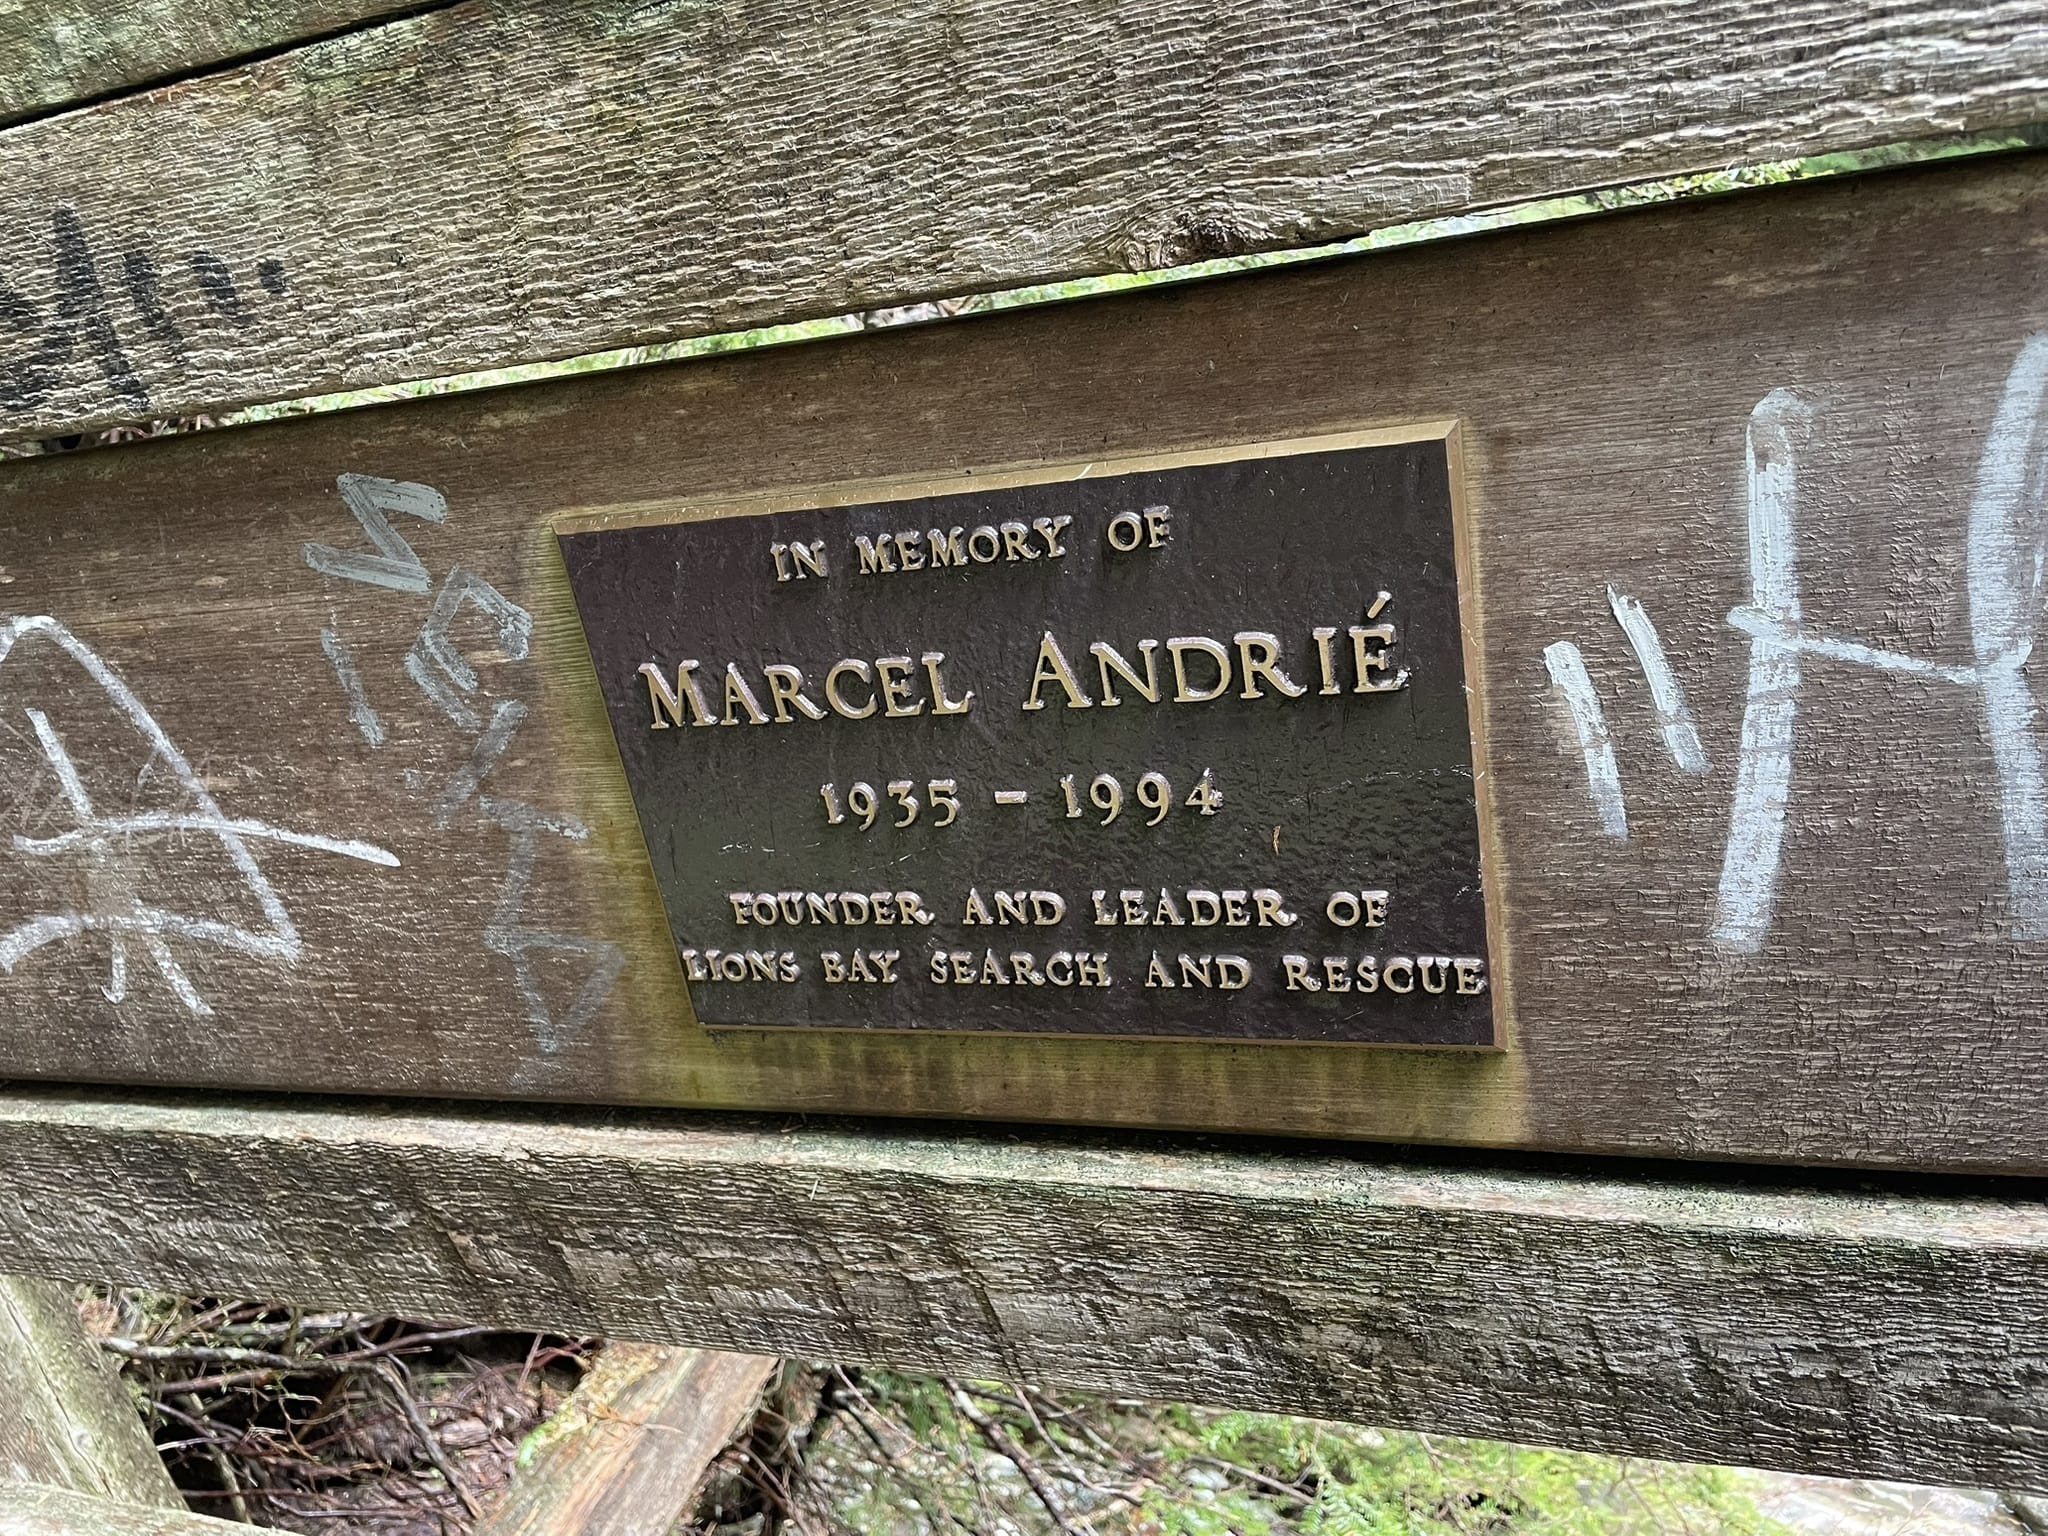 IN MEMORY OF
MARCEL ANDRIÉ
1935 - 1994
FOUNDER AND LEADER OF
LIONS BAY SEARCH AND RESCUE